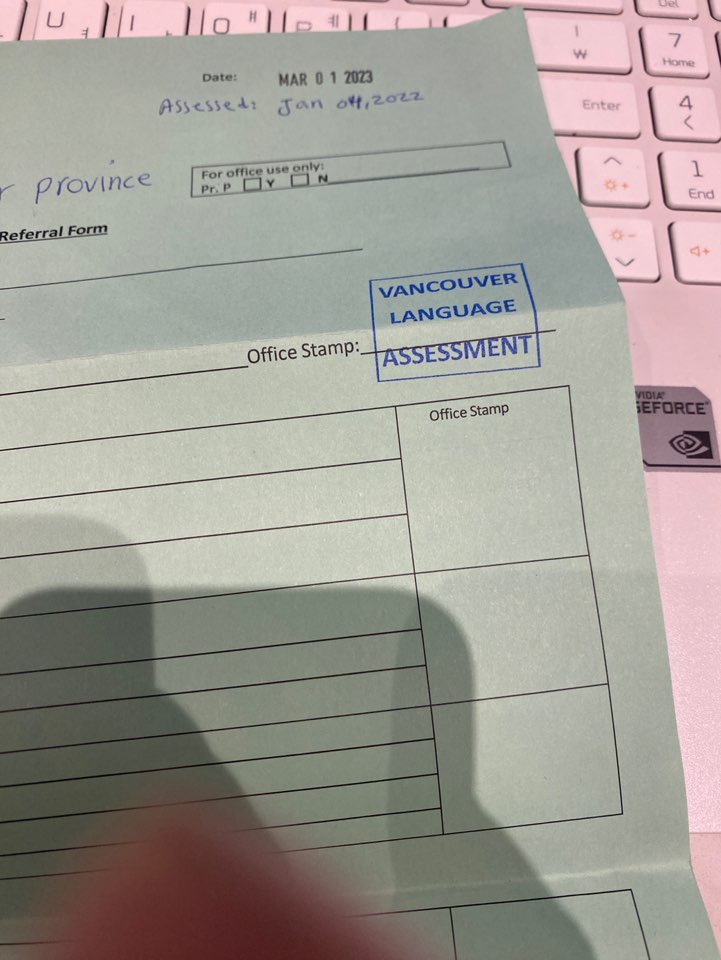 U ㅕ I ㅑ O ㅐ ㅔ {
Del
| ₩ 7 Home
Date: MAR 0 1 2023
Assessed: Jan 04, 2022
Enter 4 <
province
For office use only:
Pr. P Y N
1 End
Referral Form
VANCOUVER
LANGUAGE
Office Stamp: ASSESSMENT
Office Stamp
GEFORCE